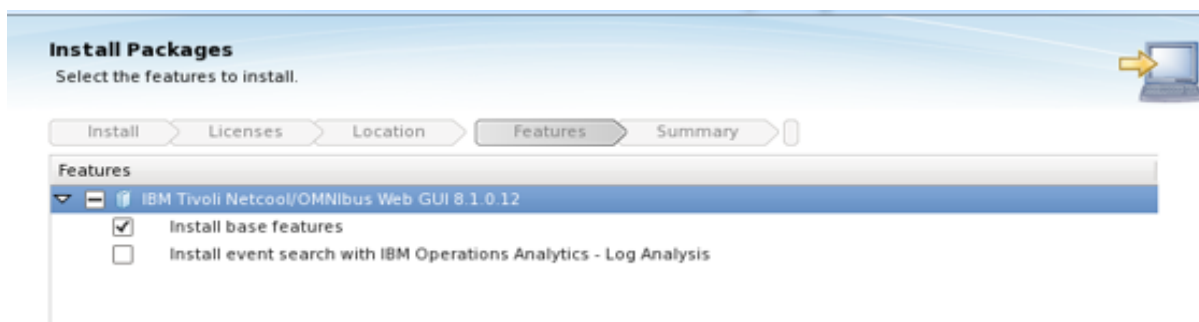 Install Packages
Select the features to install.
Install Licenses Location Features Summary
Features
IBM Tivoli Netcool/OMNIbus Web GUI 8.1.0.12
Install base features
Install event search with IBM Operations Analytics - Log Analysis